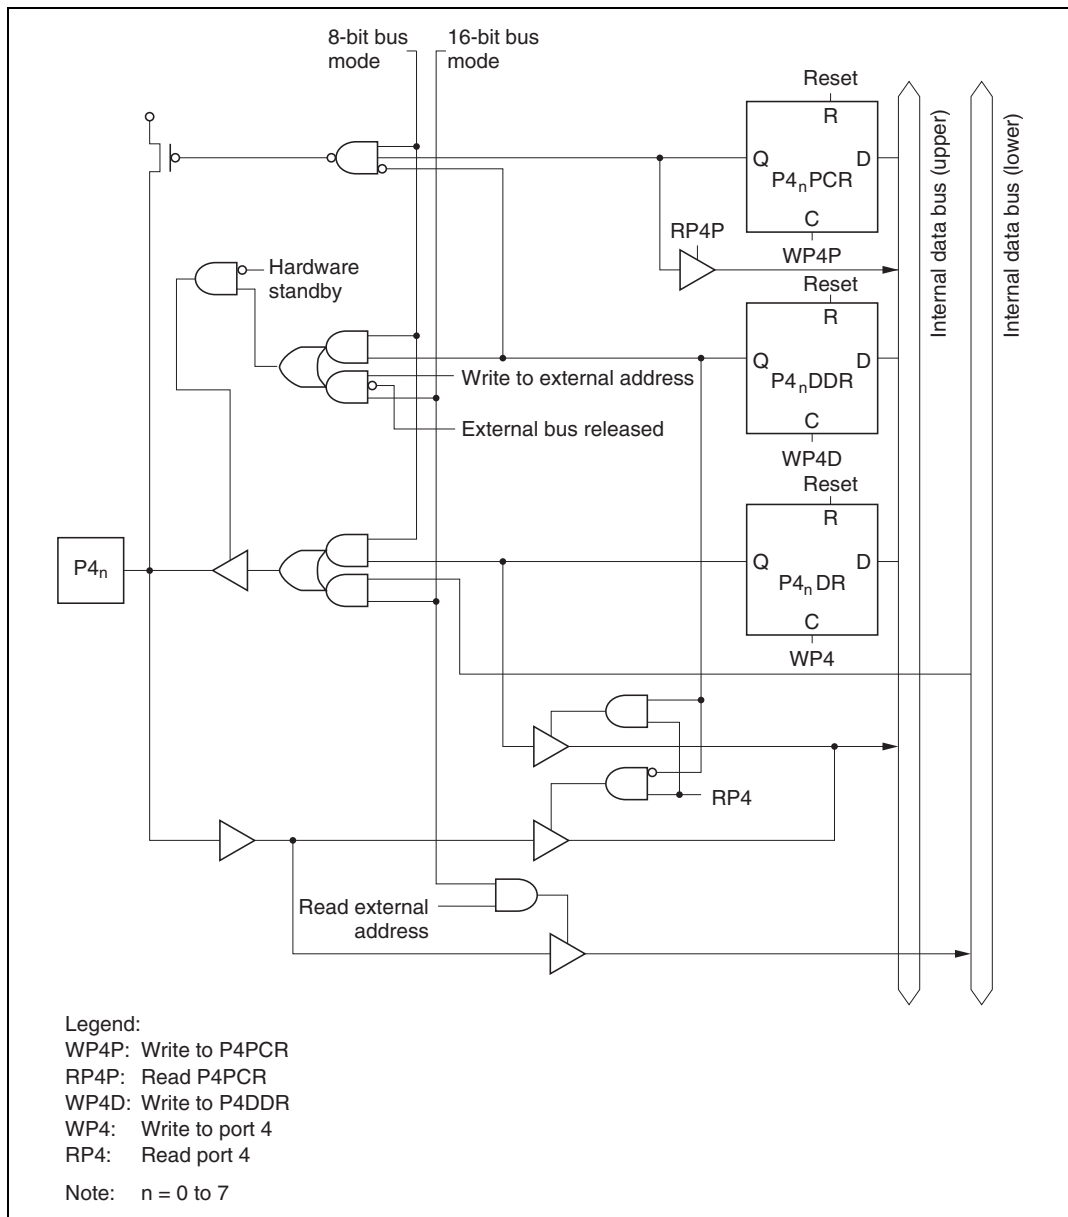 8-bit bus
mode
16-bit bus
mode
Reset
R
Q
D
P4nPCR
C
WP4P
RP4P
Hardware
standby
Reset
R
Q
D
P4nDDR
C
WP4D
Write to external address
External bus released
Reset
R
Q
D
P4nDR
C
WP4
P4n
RP4
Read external
address
Internal data bus (upper)
Internal data bus (lower)
Legend:
WP4P: Write to P4PCR
RP4P: Read P4PCR
WP4D: Write to P4DDR
WP4: Write to port 4
RP4: Read port 4
Note: n = 0 to 7